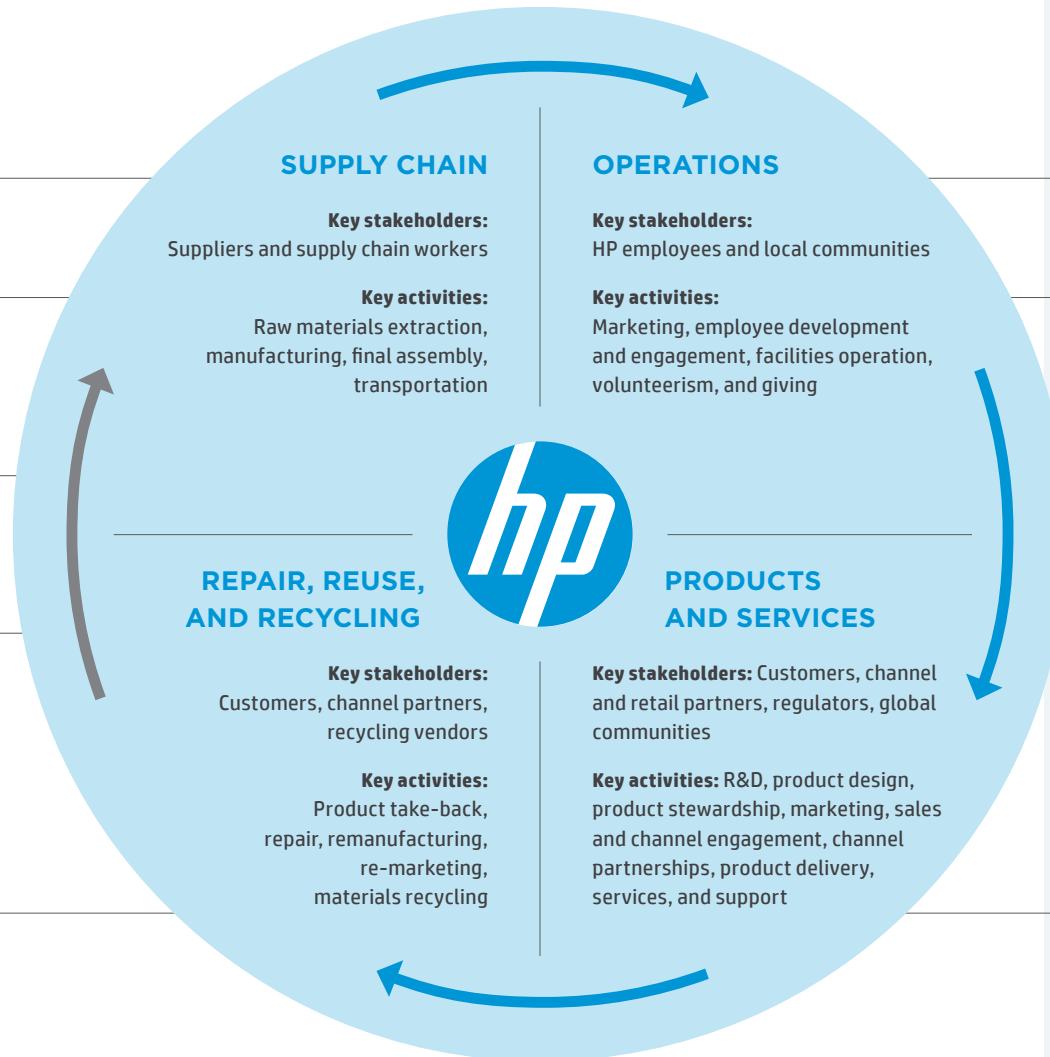 SUPPLY CHAIN
Key stakeholders:
Suppliers and supply chain workers
Key activities:
Raw materials extraction,
manufacturing, final assembly,
transportation
OPERATIONS
Key stakeholders:
HP employees and local communities
Key activities:
Marketing, employee development
and engagement, facilities operation,
volunteerism, and giving
hp
REPAIR, REUSE,
AND RECYCLING
Key stakeholders:
Customers, channel partners,
recycling vendors
Key activities:
Product take-back,
repair, remanufacturing,
re-marketing,
materials recycling
PRODUCTS
AND SERVICES
Key stakeholders: Customers, channel
and retail partners, regulators, global
communities
Key activities: R&D, product design,
product stewardship, marketing, sales
and channel engagement, channel
partnerships, product delivery,
services, and support